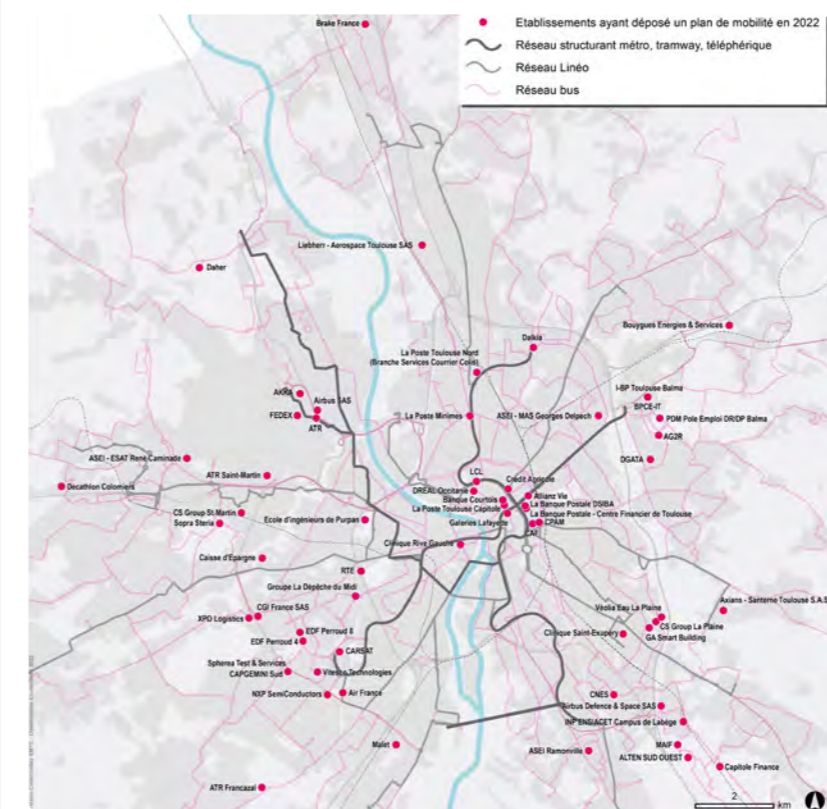 Brake France
Etablissements ayant déposé un plan de mobilité en 2022
Réseau structurant métro, tramway, téléphérique
Réseau Linéo
Réseau bus
Liebherr - Aerospace Toulouse SAS
Daher
Bouygues Energies & Services
Dalkia
La Poste Toulouse Nord
(Branche Services Courrier Colis)
I-BP Toulouse Balma
AKRA
Airbus SAS
BPCE-IT
FEDEX
ATR
La Poste Minimes
ASEI - MAS Georges Delpech
PDM Pole Emploi DR/DP Balma
AG2R
ASEI - ESAT René Caminade
DGATA
ATR Saint-Martin
LCL
Crédit Agricole
Decathlon Colomiers
DREAL Occitanie
Allianz Vie
Banque Courtois
La Banque Postale DSIBA
CS Group St.Martin
La Poste Toulouse Capitole
La Banque Postale - Centre Financier de Toulouse
Sopra Steria
Ecole d'ingénieurs de Purpan
Galeries Lafayette
CPAM
CAF
Clinique Rive Gauche
Caisse d'Epargne
RTE
Groupe La Dépêche du Midi
Axians - Santerne Toulouse S.A.S
Véolia Eau La Plaine
CGI France SAS
XPO Logistics
CS Group La Plaine
EDF Perroud 8
Clinique Saint-Exupéry
GA Smart Building
EDF Perroud 4
CARSAT
Spherea Test & Services
CAPGEMINI Sud
Vitesco Technologies
NXP SemiConductors
Air France
CNES
Airbus Defence & Space SAS
INP ENSIACET Campus de Labège
Malet
ASEI Ramonville
MAIF
ALTEN SUD OUEST
Capitole Finance
ATR Francazal
2
km